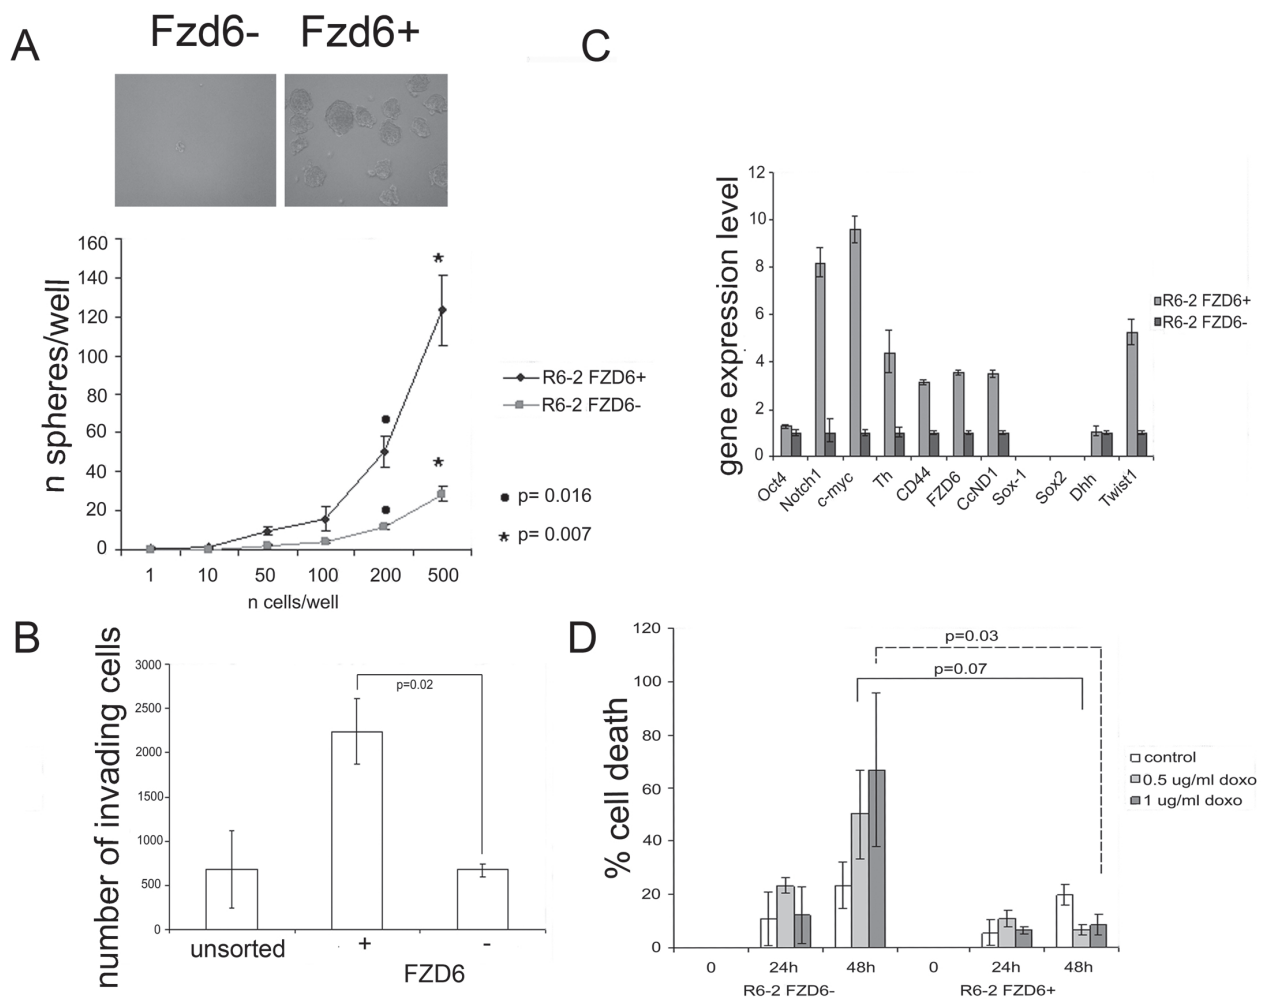 A
Fzd6- Fzd6+
n spheres/well
160
140
120
100
80
60
40
20
0
1 10 50 100 200 500
n cells/well
*
*
R6-2 FZD6+
R6-2 FZD6-
● p= 0.016
* p= 0.007
C
gene expression level
12
10
8
6
4
2
0
Oct4 Notch1 c-myc Th CD44 FZD6 CcND1 Sox-1 Sox2 Dhh Twist1
R6-2 FZD6+
R6-2 FZD6-
B
number of invading cells
3000
2500
2000
1500
1000
500
0
p=0.02
unsorted + -
FZD6
D
% cell death
120
100
80
60
40
20
0
p=0.03
p=0.07
0 24h 48h 0 24h 48h
R6-2 FZD6- R6-2 FZD6+
control
0.5 ug/ml doxo
1 ug/ml doxo